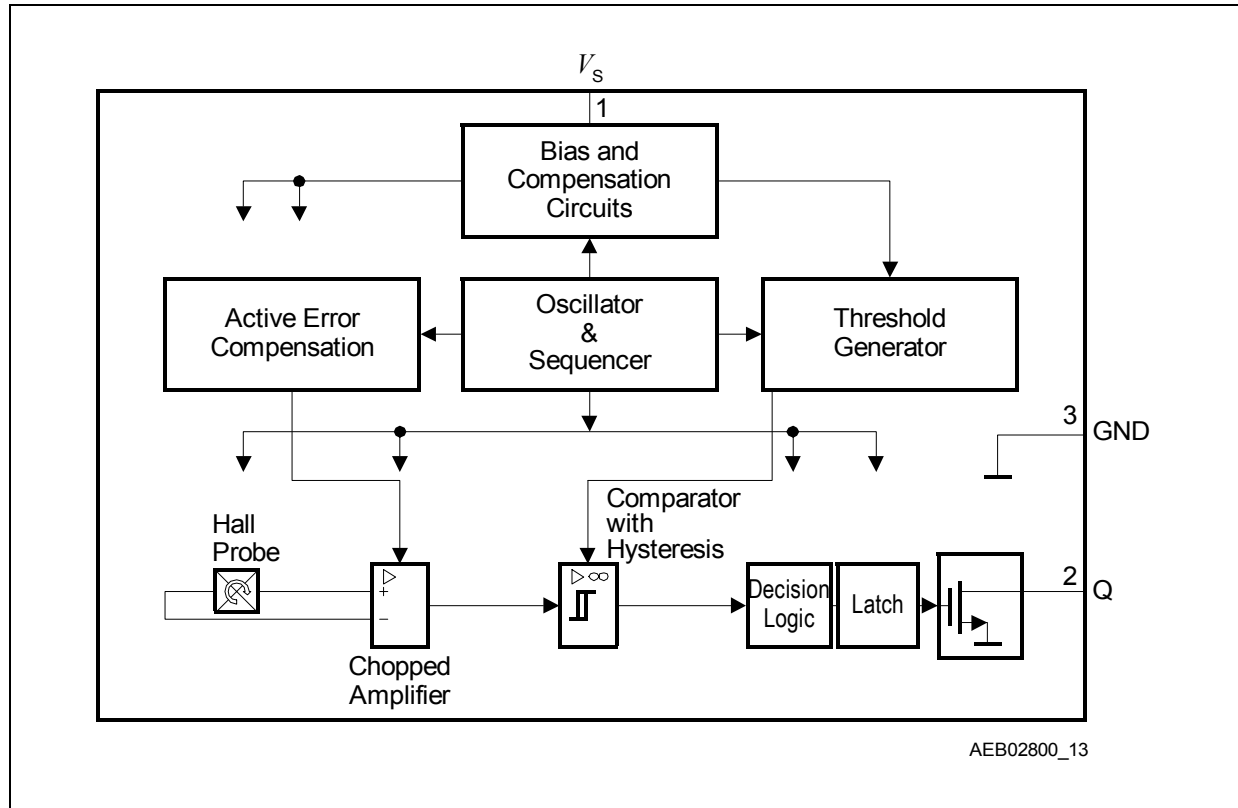 VS
1
Bias and
Compensation
Circuits
Active Error
Compensation
Oscillator
&
Sequencer
Threshold
Generator
3
GND
Comparator
with
Hysteresis
Hall
Probe
▷
+
−
▷ ∞
Decision
Logic
Latch
2
Q
Chopped
Amplifier
AEB02800_13